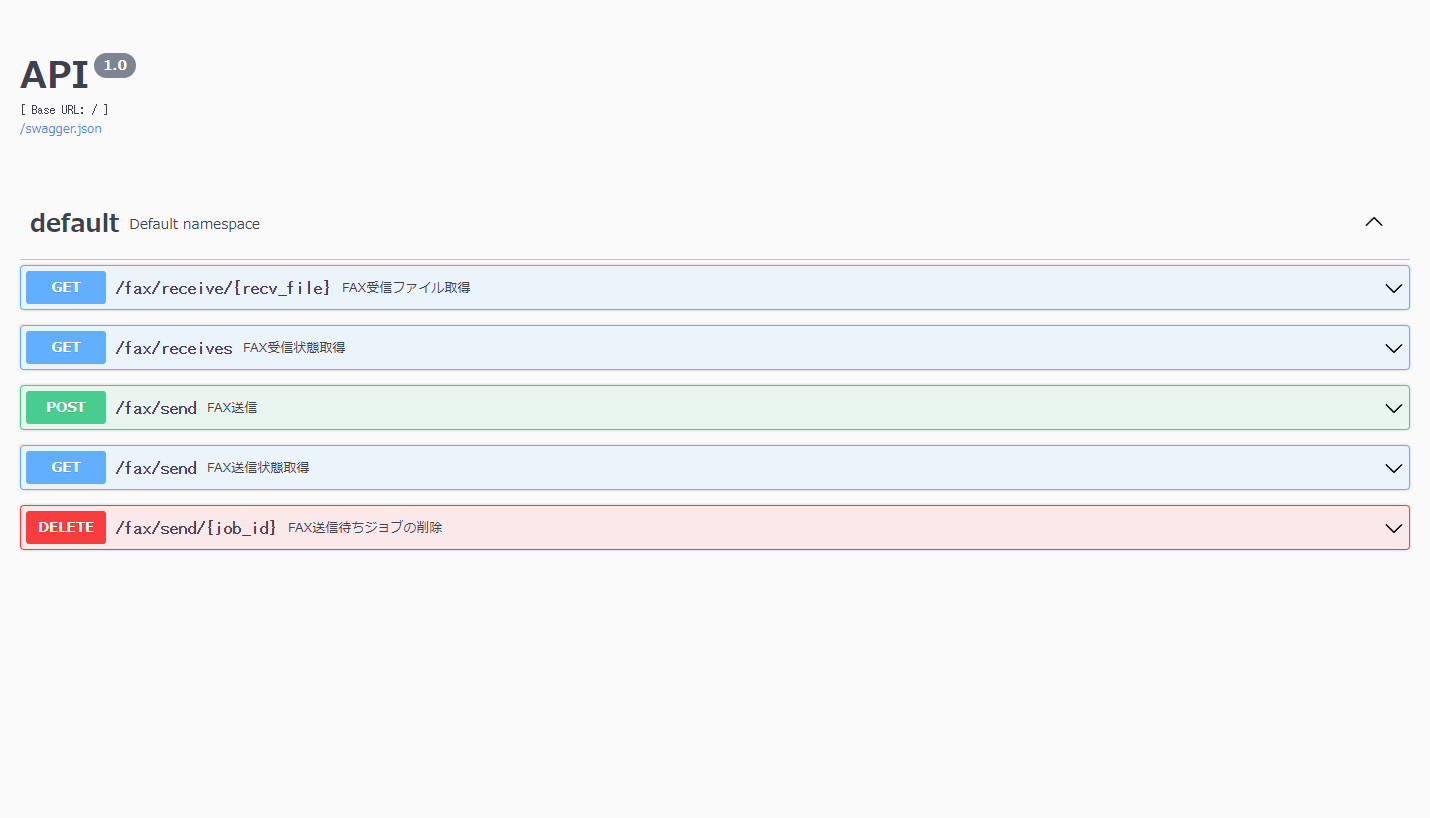 API 1.0
[ Base URL: / ]
/swagger.json
default Default namespace
GET /fax/receive/{recv_file} FAX受信ファイル取得
GET /fax/receives FAX受信状態取得
POST /fax/send FAX送信
GET /fax/send FAX送信状態取得
DELETE /fax/send/{job_id} FAX送信待ちジョブの削除